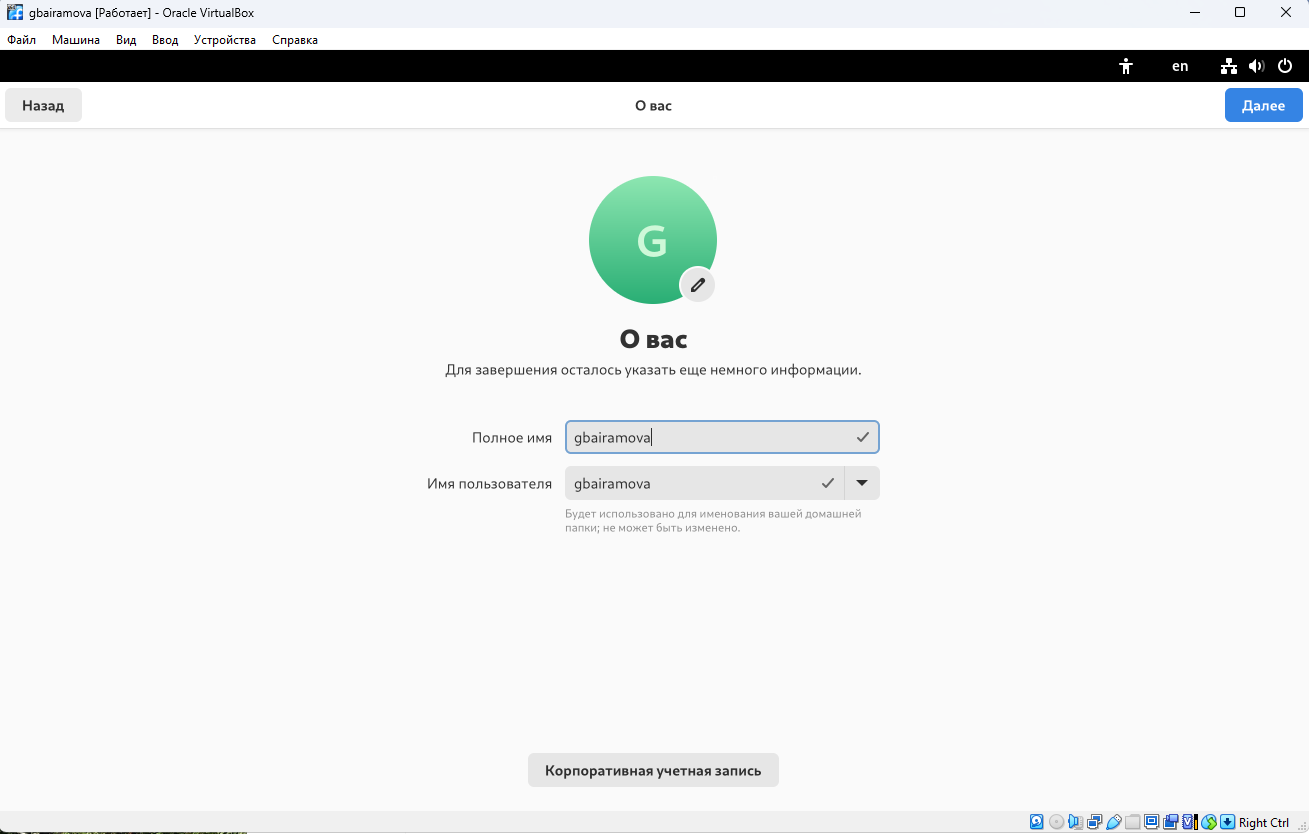 gbairamova [Работает] - Oracle VirtualBox
Файл Машина Вид Ввод Устройства Справка
en
Назад О вас Далее
G
О вас
Для завершения осталось указать еще немного информации.
Полное имя gbairamova
Имя пользователя gbairamova
Будет использовано для именования вашей домашней
папки; не может быть изменено.
Корпоративная учетная запись
Right Ctrl